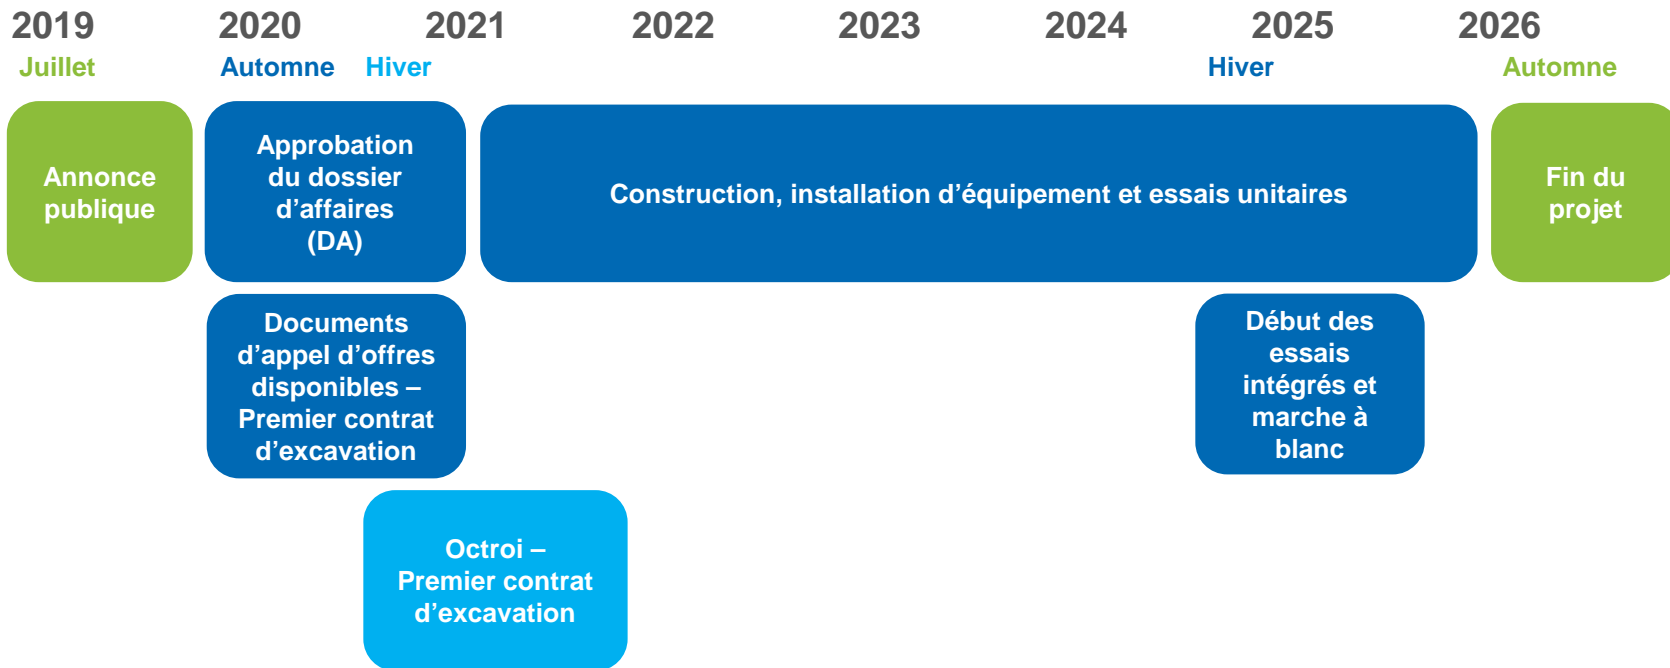 2019 2020 2021 2022 2023 2024 2025 2026
Juillet Automne Hiver Hiver Automne
Annonce
publique
Approbation
du dossier
d’affaires
(DA)
Construction, installation d’équipement et essais unitaires
Fin du
projet
Documents
d’appel d’offres
disponibles –
Premier contrat
d’excavation
Début des
essais
intégrés et
marche à
blanc
Octroi –
Premier contrat
d’excavation